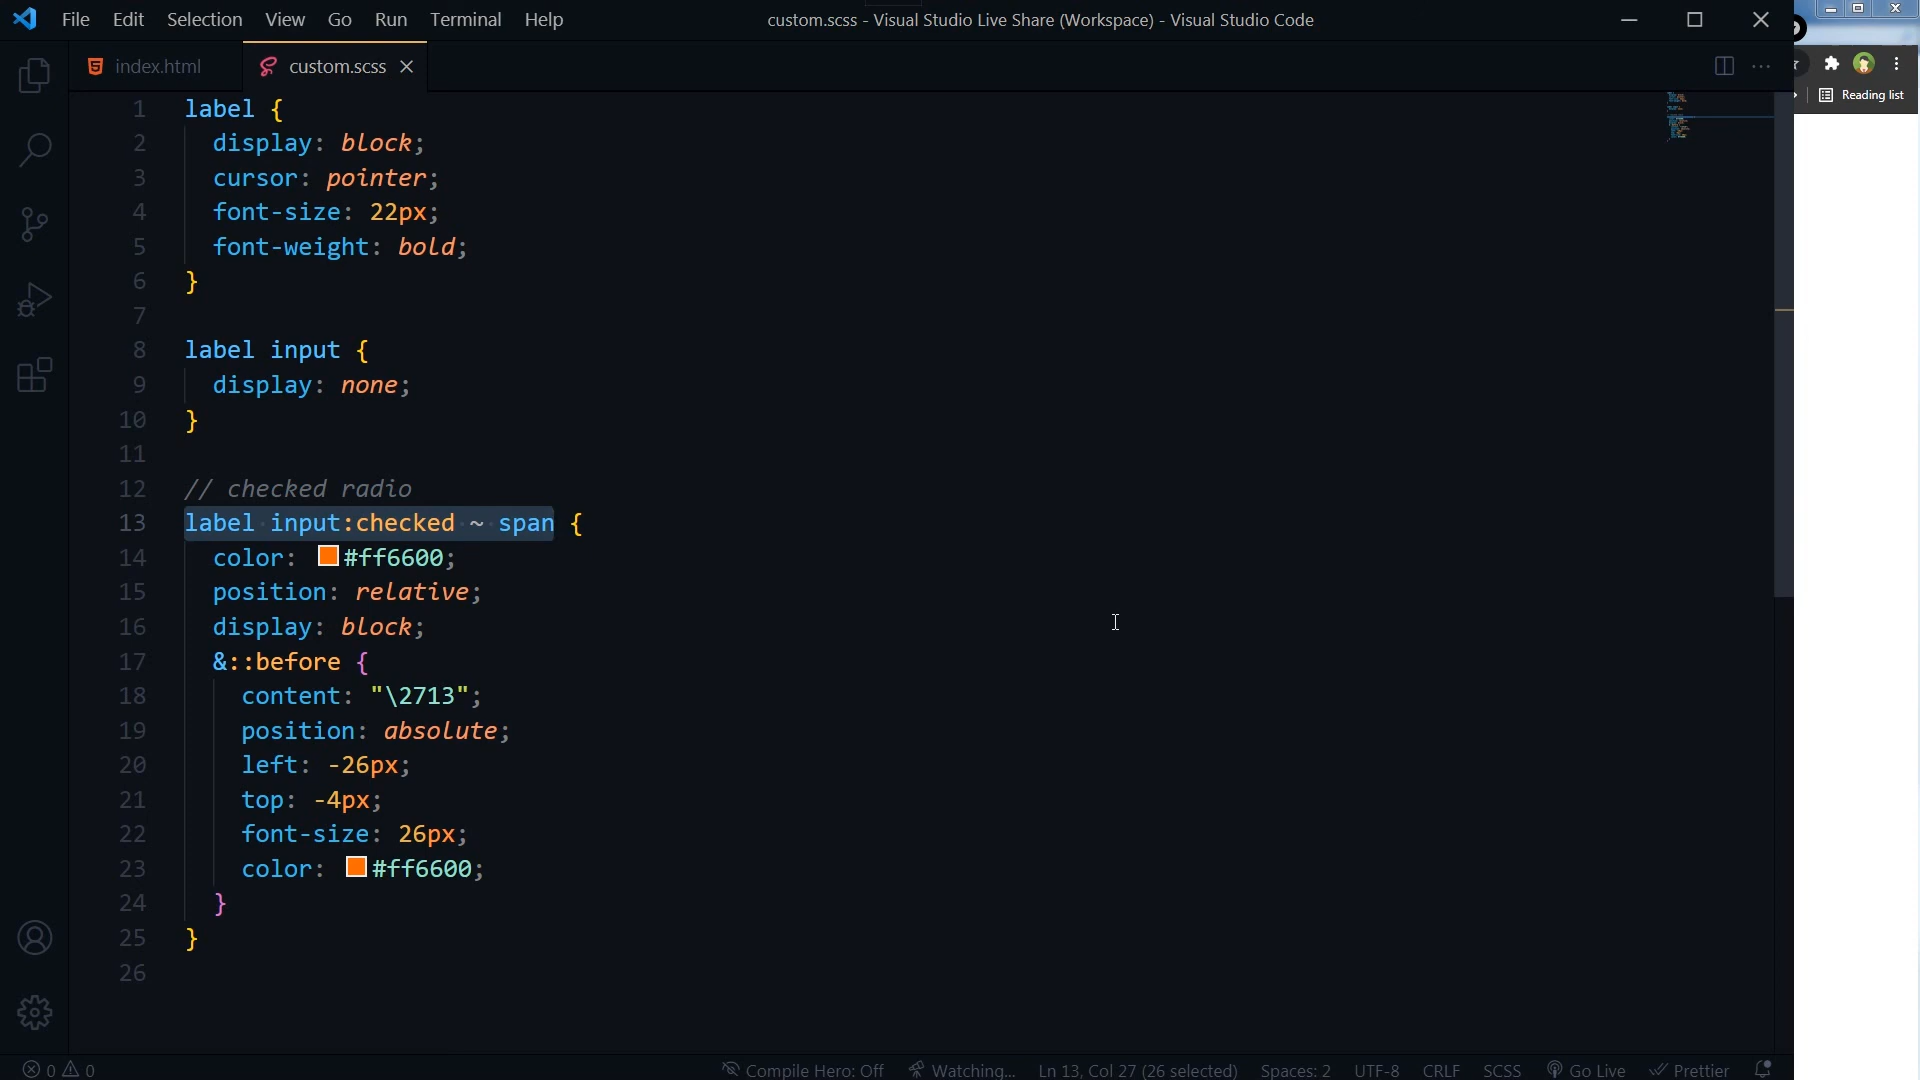 File Edit Selection View Go Run Terminal Help
custom.scss - Visual Studio Live Share (Workspace) - Visual Studio Code
index.html
custom.scss
Reading list
1 label {
2 display: block;
3 cursor: pointer;
4 font-size: 22px;
5 font-weight: bold;
6 }
7
8 label input {
9 display: none;
10 }
11
12 // checked radio
13 label input:checked ~ span {
14 color: #ff6600;
15 position: relative;
16 display: block;
17 &::before {
18 content: "\2713";
19 position: absolute;
20 left: -26px;
21 top: -4px;
22 font-size: 26px;
23 color: #ff6600;
24 }
25 }
26
0 0 Compile Hero: Off Watching... Ln 13, Col 27 (26 selected) Spaces: 2 UTF-8 CRLF SCSS Go Live Prettier